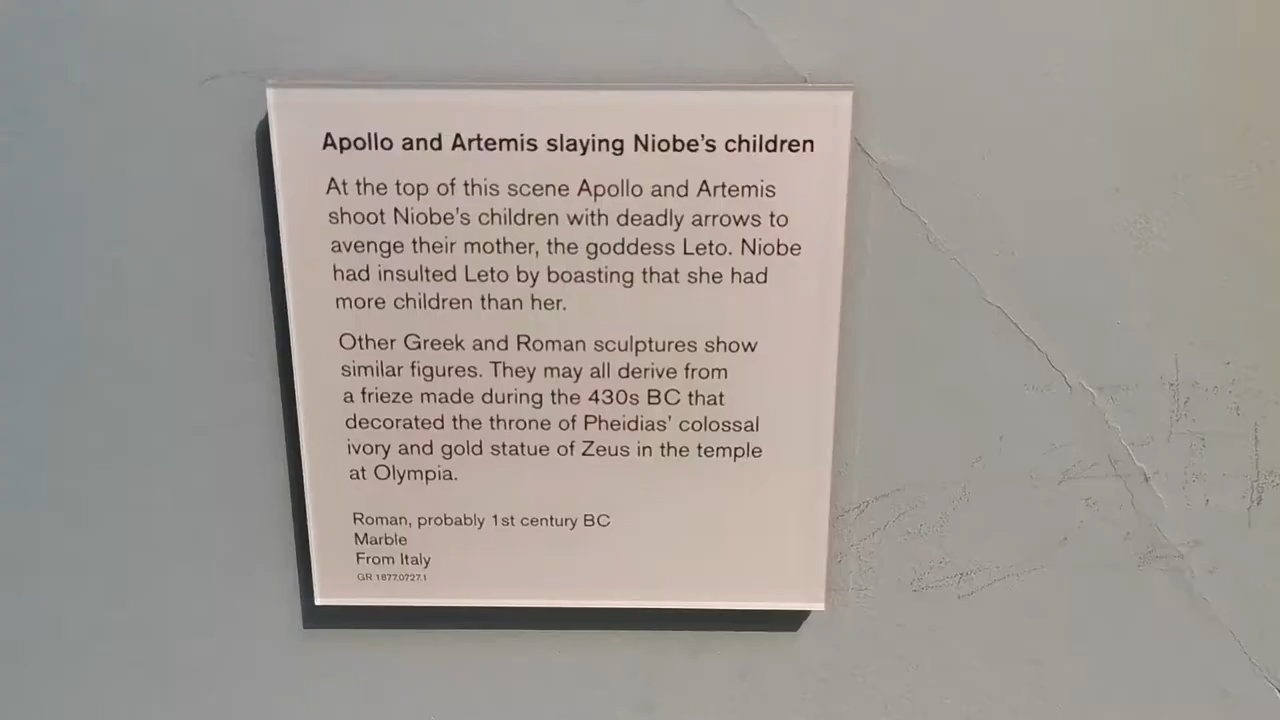 Apollo and Artemis slaying Niobe's children
At the top of this scene Apollo and Artemis
shoot Niobe's children with deadly arrows to
avenge their mother, the goddess Leto. Niobe
had insulted Leto by boasting that she had
more children than her.
Other Greek and Roman sculptures show
similar figures. They may all derive from
a frieze made during the 430s BC that
decorated the throne of Pheidias' colossal
ivory and gold statue of Zeus in the temple
at Olympia.
Roman, probably 1st century BC
Marble
From Italy
GR 1877.0727.1